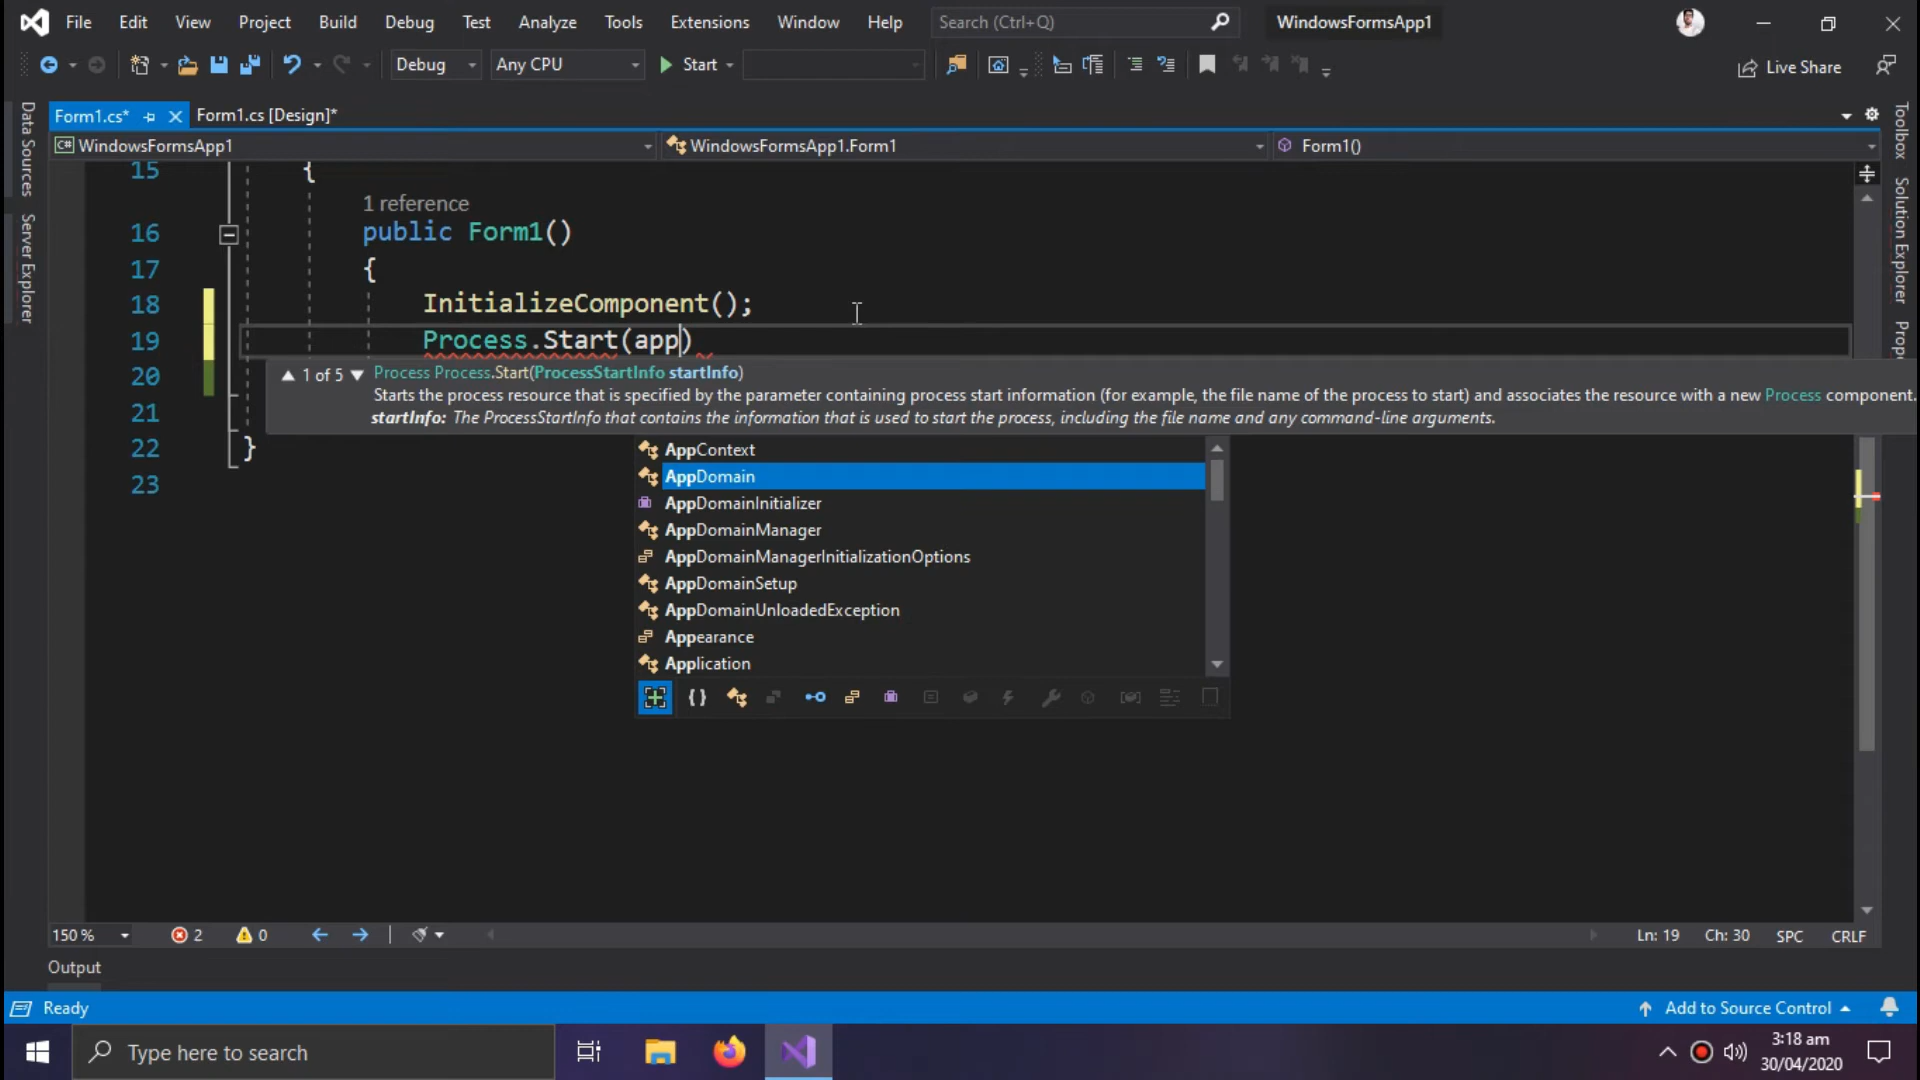 File Edit View Project Build Debug Test Analyze Tools Extensions Window Help Search (Ctrl+Q) WindowsFormsApp1
Debug Any CPU Start Live Share
Form1.cs* Form1.cs [Design]*
C# WindowsFormsApp1 WindowsFormsApp1.Form1 Form1()
Data Sources
Server Explorer
Toolbox
Solution Explorer
15 {
1 reference
16 public Form1()
17 {
18 InitializeComponent();
19 Process.Start(app)
20
21
22 }
23
1 of 5 Process Process.Start(ProcessStartInfo startInfo)
Starts the process resource that is specified by the parameter containing process start information (for example, the file name of the process to start) and associates the resource with a new Process component.
startInfo: The ProcessStartInfo that contains the information that is used to start the process, including the file name and any command-line arguments.
AppContext
AppDomain
AppDomainInitializer
AppDomainManager
AppDomainManagerInitializationOptions
AppDomainSetup
AppDomainUnloadedException
Appearance
Application
150 % 2 0 Ln: 19 Ch: 30 SPC CRLF
Output
Ready Add to Source Control
Type here to search 3:18 am
30/04/2020